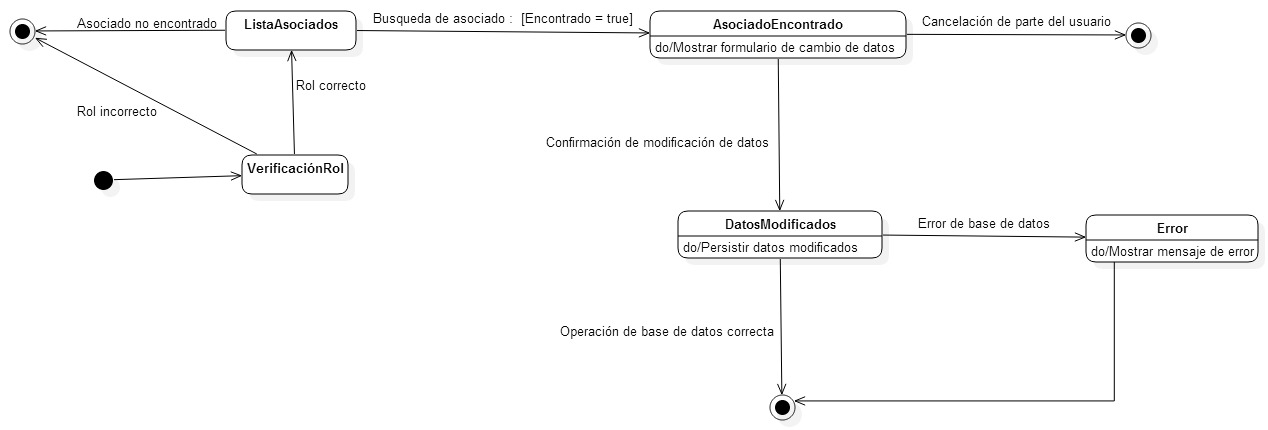 Asociado no encontrado
ListaAsociados
Busqueda de asociado : [Encontrado = true]
AsociadoEncontrado
do/Mostrar formulario de cambio de datos
Cancelación de parte del usuario
Rol correcto
Rol incorrecto
VerificaciónRol
Confirmación de modificación de datos
DatosModificados
do/Persistir datos modificados
Error de base de datos
Error
do/Mostrar mensaje de error
Operación de base de datos correcta